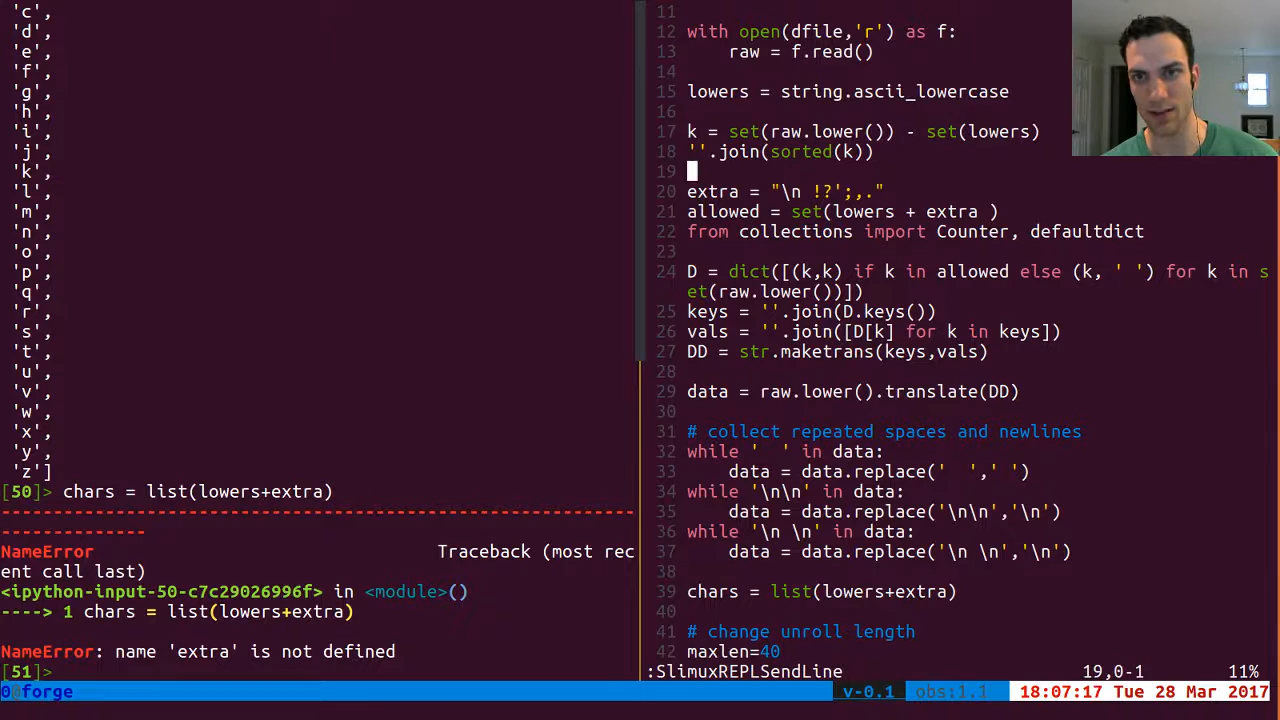 'c',
'd',
'e',
'f',
'g',
'h',
'i',
'j',
'k',
'l',
'm',
'n',
'o',
'p',
'q',
'r',
's',
't',
'u',
'v',
'w',
'x',
'y',
'z']
[50]> chars = list(lowers+extra)
-------------------------------------------------------------
--------------
NameError Traceback (most rec
ent call last)
<ipython-input-50-c7c29026996f> in <module>()
----> 1 chars = list(lowers+extra)
NameError: name 'extra' is not defined
[51]>
11
12 with open(dfile,'r') as f:
13 raw = f.read()
14
15 lowers = string.ascii_lowercase
16
17 k = set(raw.lower()) - set(lowers)
18 ''.join(sorted(k))
19
20 extra = "\n !?';,."
21 allowed = set(lowers + extra )
22 from collections import Counter, defaultdict
23
24 D = dict([(k,k) if k in allowed else (k, ' ') for k in s
et(raw.lower())])
25 keys = ''.join(D.keys())
26 vals = ''.join([D[k] for k in keys])
27 DD = str.maketrans(keys,vals)
28
29 data = raw.lower().translate(DD)
30
31 # collect repeated spaces and newlines
32 while '  ' in data:
33 data = data.replace('  ',' ')
34 while '\n\n' in data:
35 data = data.replace('\n\n','\n')
36 while '\n \n' in data:
37 data = data.replace('\n \n','\n')
38
39 chars = list(lowers+extra)
40
41 # change unroll length
42 maxlen=40
:SlimuxREPLSendLine 19,0-1 11%
0@forge v-0.1 obs:1.1 18:07:17 Tue 28 Mar 2017